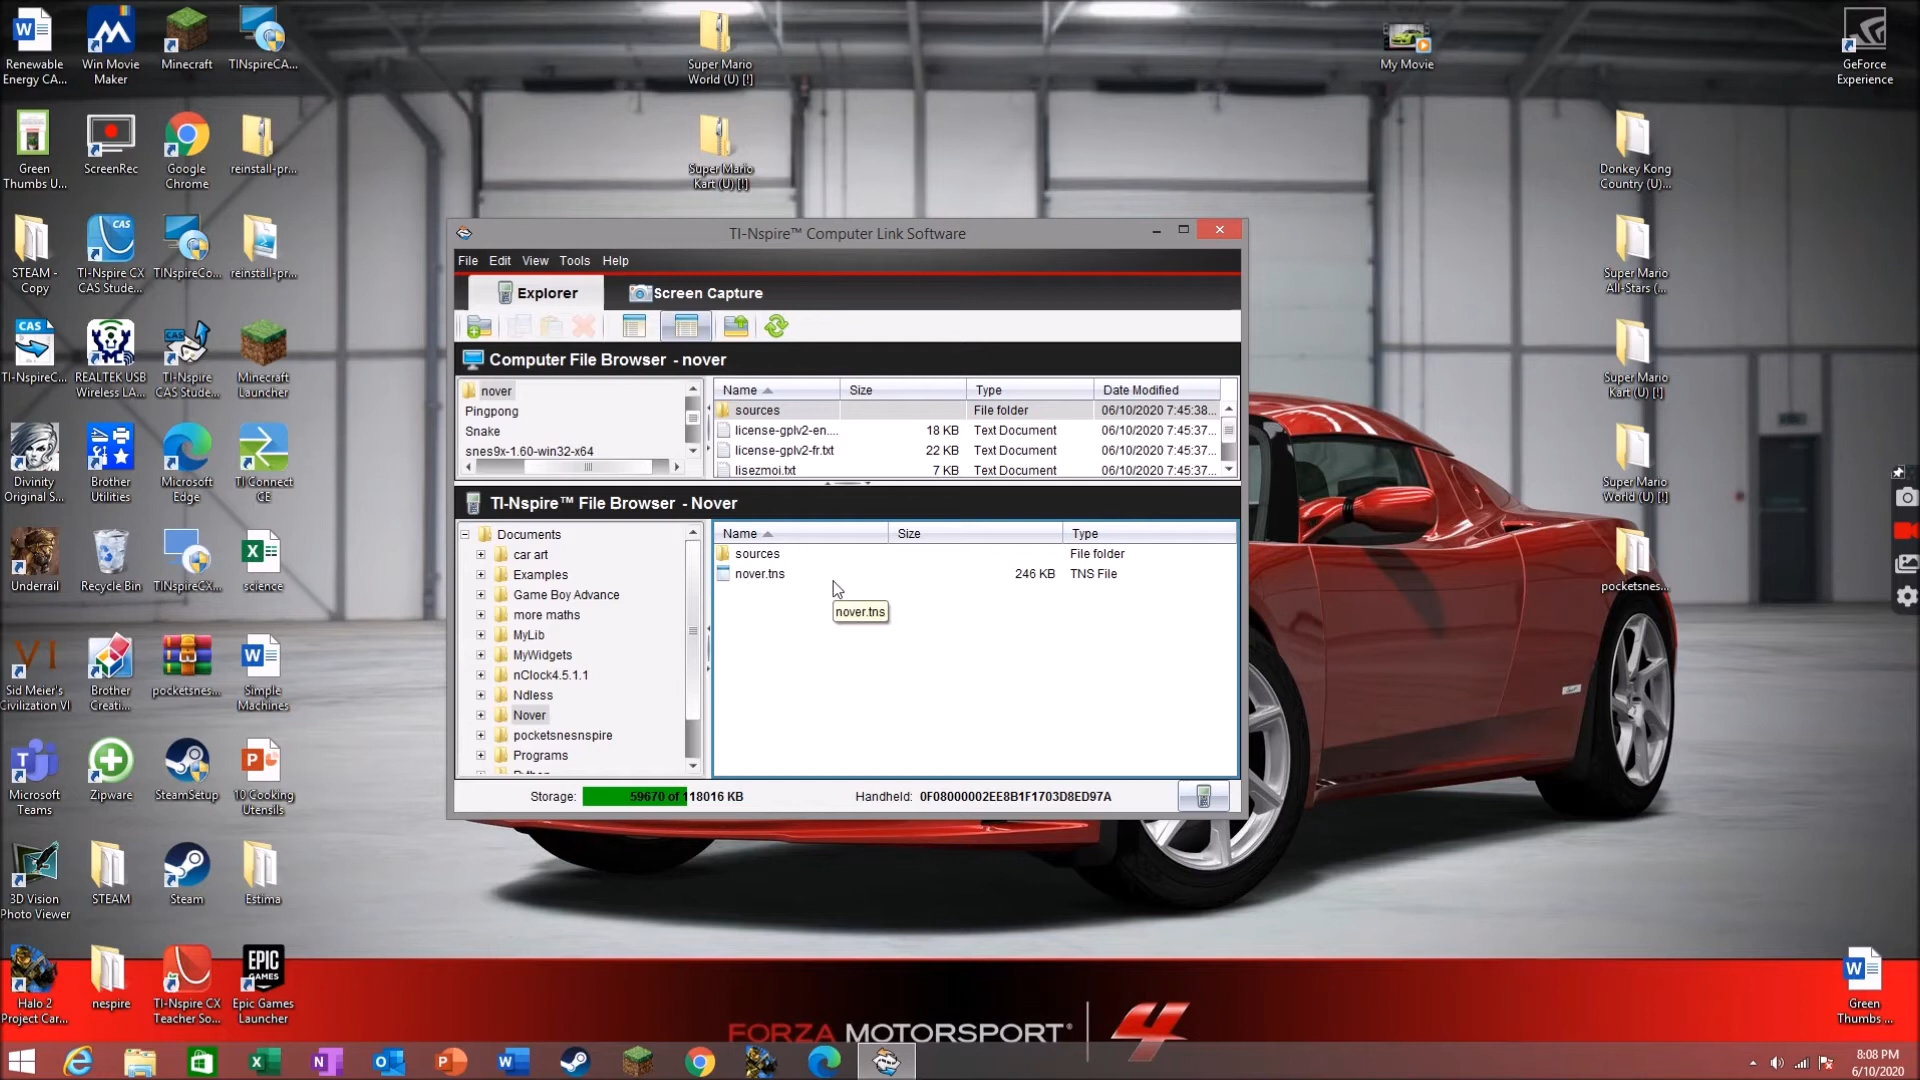 Renewable
Energy CA...
Win Movie
Maker
Minecraft
TINspireCA...
Super Mario
World (U) [!]
My Movie
GeForce
Experience
Green
Thumbs U...
ScreenRec
Google
Chrome
reinstall-pr...
Super Mario
Kart (U) [!]
Donkey Kong
Country (U)...
STEAM -
Copy
CAS
TI-Nspire CX
CAS Stude...
TINspireCo...
reinstall-pr...
Super Mario
All-Stars (...
CAS
TI-NspireC...
REALTEK USB
Wireless LA...
CAS
TI-Nspire
CAS Stude...
Minecraft
Launcher
Super Mario
Kart (U) [!]
Divinity
Original S...
Brother
Utilities
Microsoft
Edge
TI Connect
CE
Super Mario
World (U) [!]
Underrail
Recycle Bin
TINspireCX...
science
pocketsnes...
VI
Sid Meier's
Civilization VI
Brother
Creati...
pocketsnes...
Simple
Machines
Microsoft
Teams
Zipware
SteamSetup
10 Cooking
Utensils
3D Vision
Photo Viewer
STEAM
Steam
Estima
Halo 2
Project Car...
nespire
TI-Nspire CX
Teacher So...
EPIC
GAMES
Epic Games
Launcher
Green
Thumbs ...
TI-Nspire™ Computer Link Software
File Edit View Tools Help
Explorer Screen Capture
Computer File Browser - nover
nover
Pingpong
Snake
snes9x-1.60-win32-x64
Name Size Type Date Modified
sources File folder 06/10/2020 7:45:38...
license-gplv2-en.... 18 KB Text Document 06/10/2020 7:45:37...
license-gplv2-fr.txt 22 KB Text Document 06/10/2020 7:45:37...
lisezmoi.txt 7 KB Text Document 06/10/2020 7:45:37...
TI-Nspire™ File Browser - Nover
Documents
car art
Examples
Game Boy Advance
more maths
MyLib
MyWidgets
nClock4.5.1.1
Ndless
Nover
pocketsnesnspire
Programs
Name Size Type
sources File folder
nover.tns 246 KB TNS File
nover.tns
Storage: 59670 of 118016 KB Handheld: 0F08000002EE8B1F1703D8ED97A
FORZA MOTORSPORT 4
8:08 PM
6/10/2020